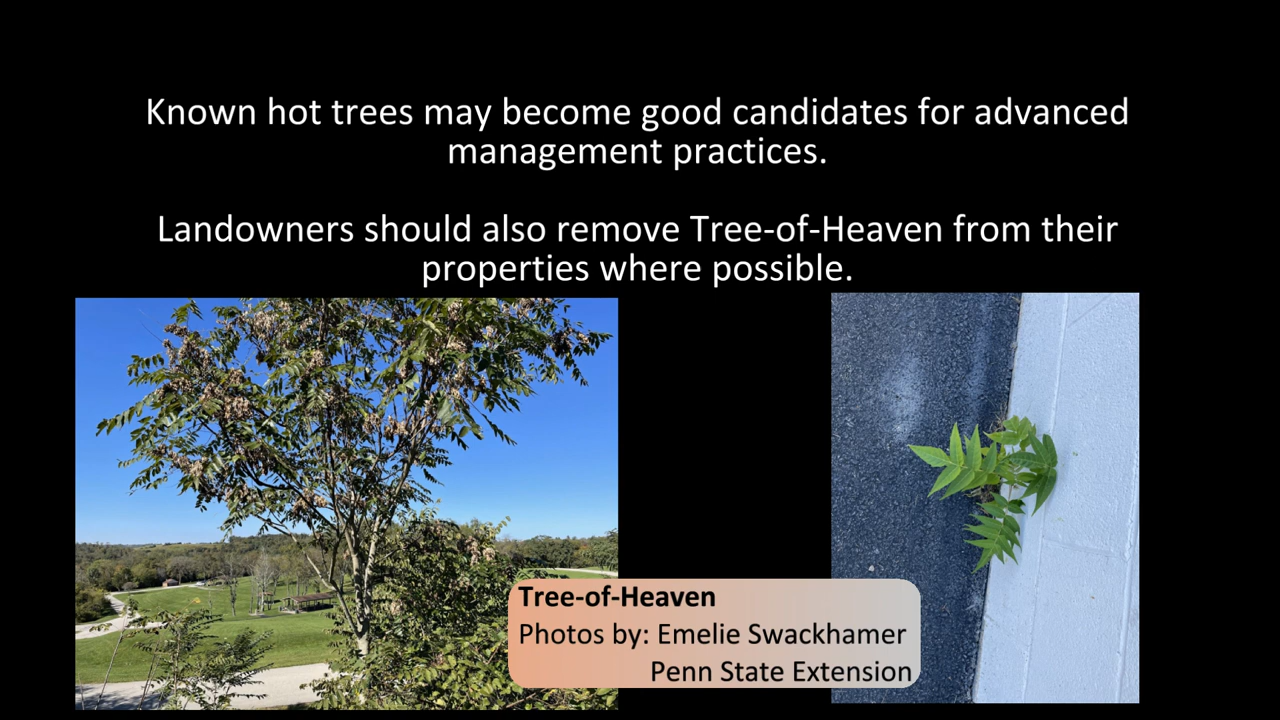 Known hot trees may become good candidates for advanced
management practices.
Landowners should also remove Tree-of-Heaven from their
properties where possible.
Tree-of-Heaven
Photos by: Emelie Swackhamer
Penn State Extension